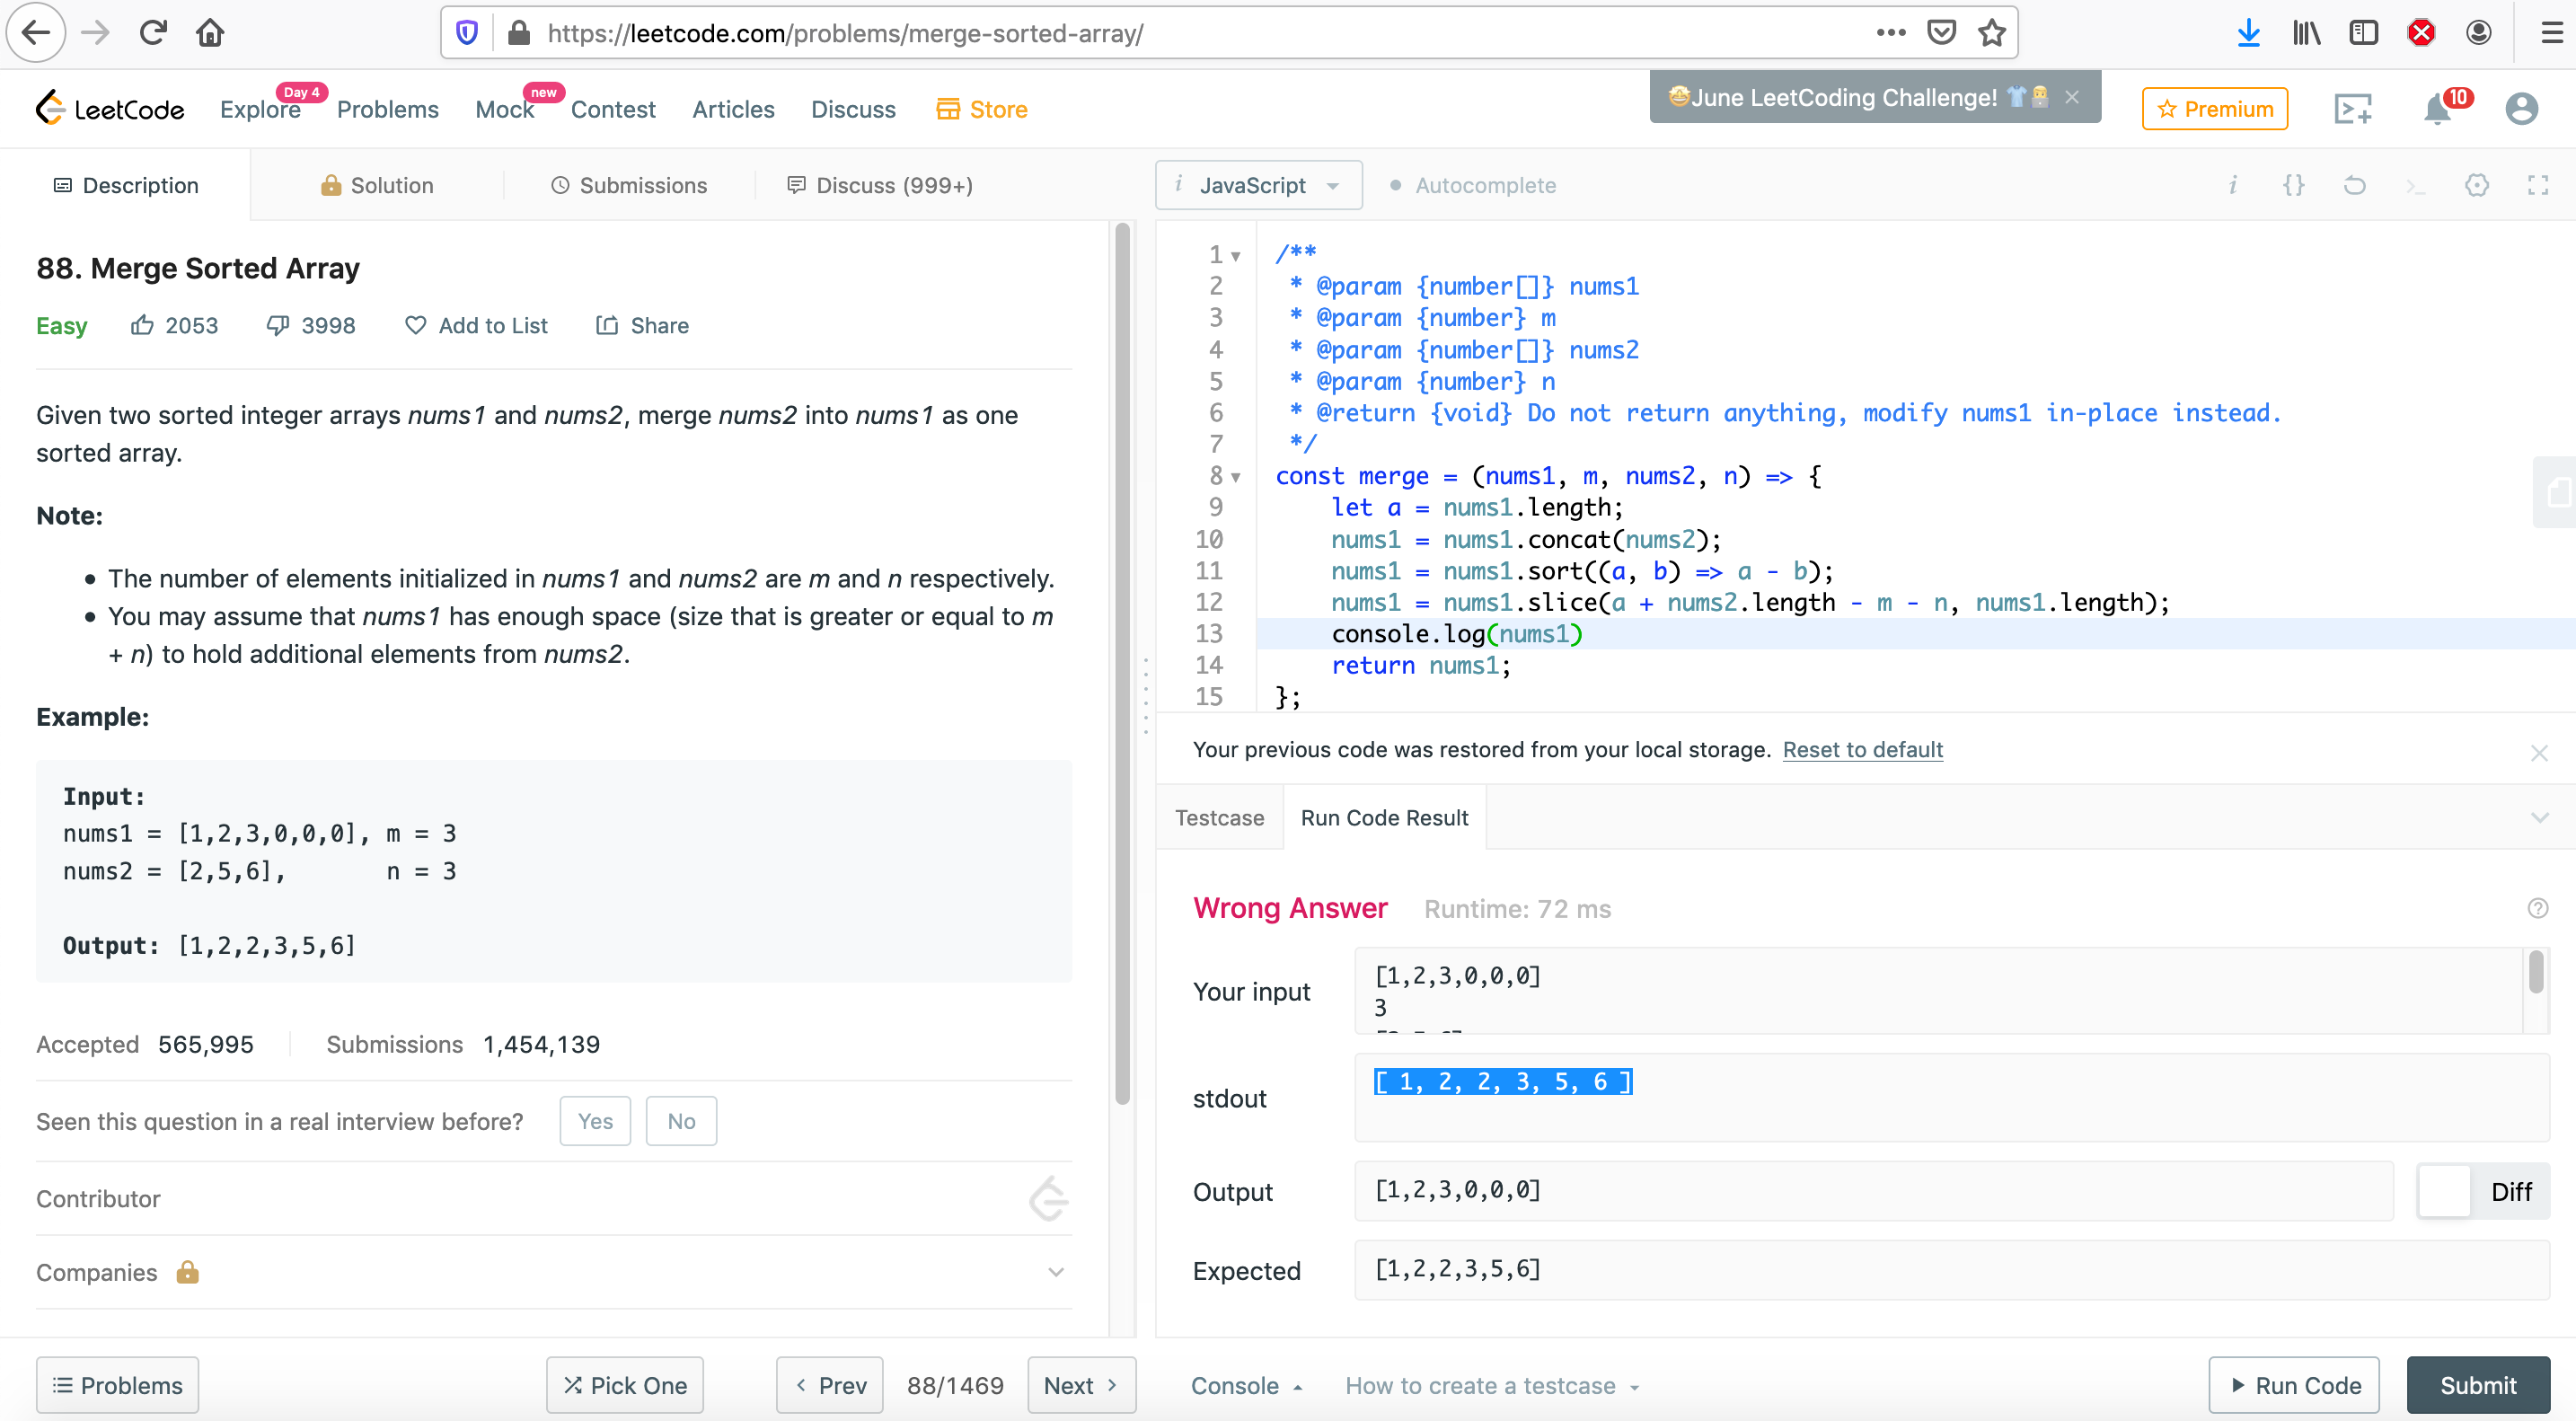 https://leetcode.com/problems/merge-sorted-array/
LeetCode
Explore
Day 4
Problems
Mock
new
Contest
Articles
Discuss
Store
🤩June LeetCoding Challenge!
Premium
10
Description
Solution
Submissions
Discuss (999+)
88. Merge Sorted Array
Easy
2053
3998
Add to List
Share
Given two sorted integer arrays nums1 and nums2, merge nums2 into nums1 as one
sorted array.
Note:
• The number of elements initialized in nums1 and nums2 are m and n respectively.
• You may assume that nums1 has enough space (size that is greater or equal to m
+ n) to hold additional elements from nums2.
Example:
Input:
nums1 = [1,2,3,0,0,0], m = 3
nums2 = [2,5,6],       n = 3
Output: [1,2,2,3,5,6]
Accepted 565,995
Submissions 1,454,139
Seen this question in a real interview before?
Yes
No
Contributor
Companies
Problems
Pick One
Prev
88/1469
Next
i JavaScript
Autocomplete
i {} >_
1 /**
2  * @param {number[]} nums1
3  * @param {number} m
4  * @param {number[]} nums2
5  * @param {number} n
6  * @return {void} Do not return anything, modify nums1 in-place instead.
7  */
8 const merge = (nums1, m, nums2, n) => {
9     let a = nums1.length;
10     nums1 = nums1.concat(nums2);
11     nums1 = nums1.sort((a, b) => a - b);
12     nums1 = nums1.slice(a + nums2.length - m - n, nums1.length);
13     console.log(nums1)
14     return nums1;
15 };
Your previous code was restored from your local storage. Reset to default
Testcase
Run Code Result
Wrong Answer
Runtime: 72 ms
Your input
[1,2,3,0,0,0]
3
stdout
[ 1, 2, 2, 3, 5, 6 ]
Output
[1,2,3,0,0,0]
Diff
Expected
[1,2,2,3,5,6]
Console
How to create a testcase
Run Code
Submit